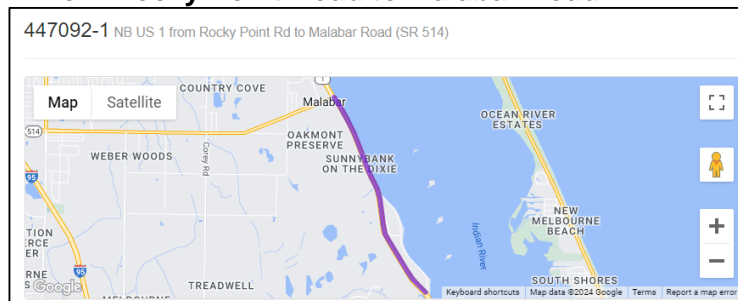 447092-1 NB US 1 from Rocky Point Rd to Malabar Road (SR 514)
Map Satellite
COUNTRY COVE
1
Malabar
514
OAKMONT
PRESERVE
OCEAN RIVER
ESTATES
WEBER WOODS
Corey Rd
SUNNYBANK
ON THE DIXIE
95
NEW
MELBOURNE
BEACH
Indian River
95
TREADWELL
SOUTH SHORES
Google
Keyboard shortcuts Map data ©2024 Google Terms Report a map error